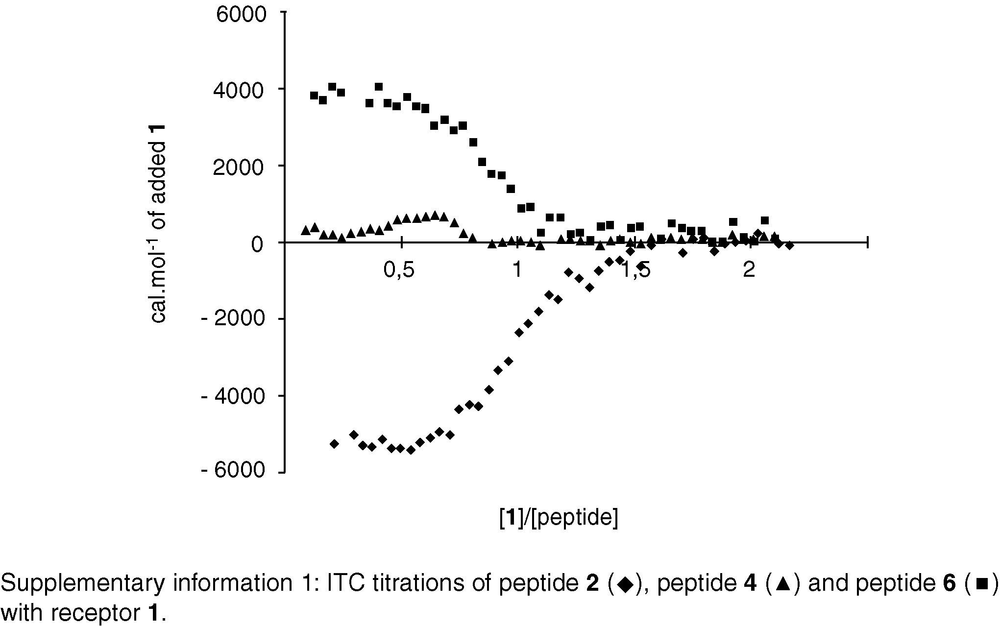 6000
4000
2000
0
- 2000
- 4000
- 6000
cal.mol-1 of added 1
0,5
1
1,5
2
[1]/[peptide]
Supplementary information 1: ITC titrations of peptide 2 (◆), peptide 4 (▲) and peptide 6 (■)
with receptor 1.